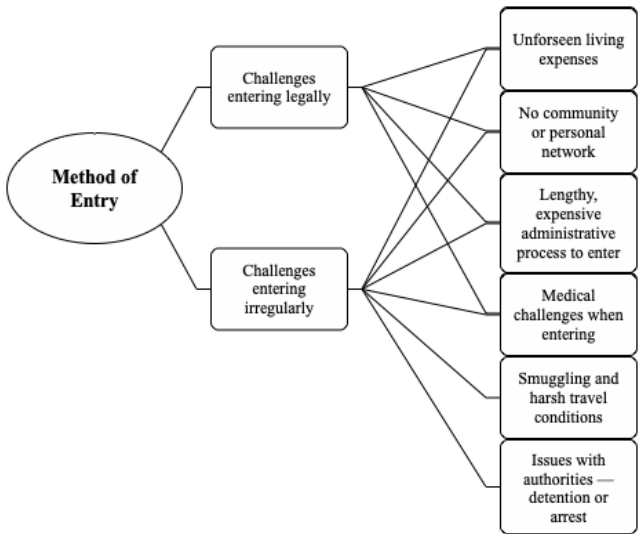 Method of
Entry
Challenges
entering legally
Challenges
entering
irregularly
Unforseen living
expenses
No community
or personal
network
Lengthy,
expensive
administrative
process to enter
Medical
challenges when
entering
Smuggling and
harsh travel
conditions
Issues with
authorities —
detention or
arrest